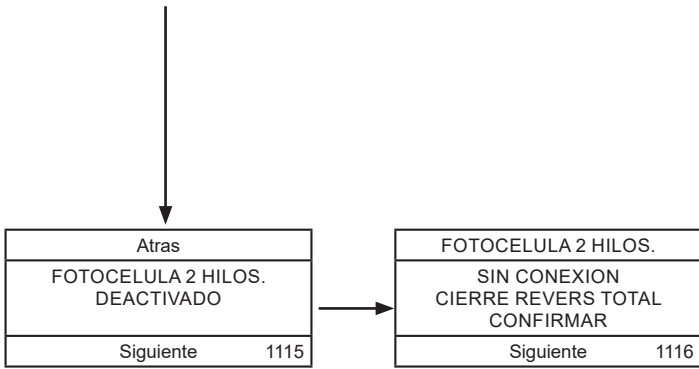 Atras
FOTOCELULA 2 HILOS.
DEACTIVADO
Siguiente 1115
FOTOCELULA 2 HILOS.
SIN CONEXION
CIERRE REVERS TOTAL
CONFIRMAR
Siguiente 1116